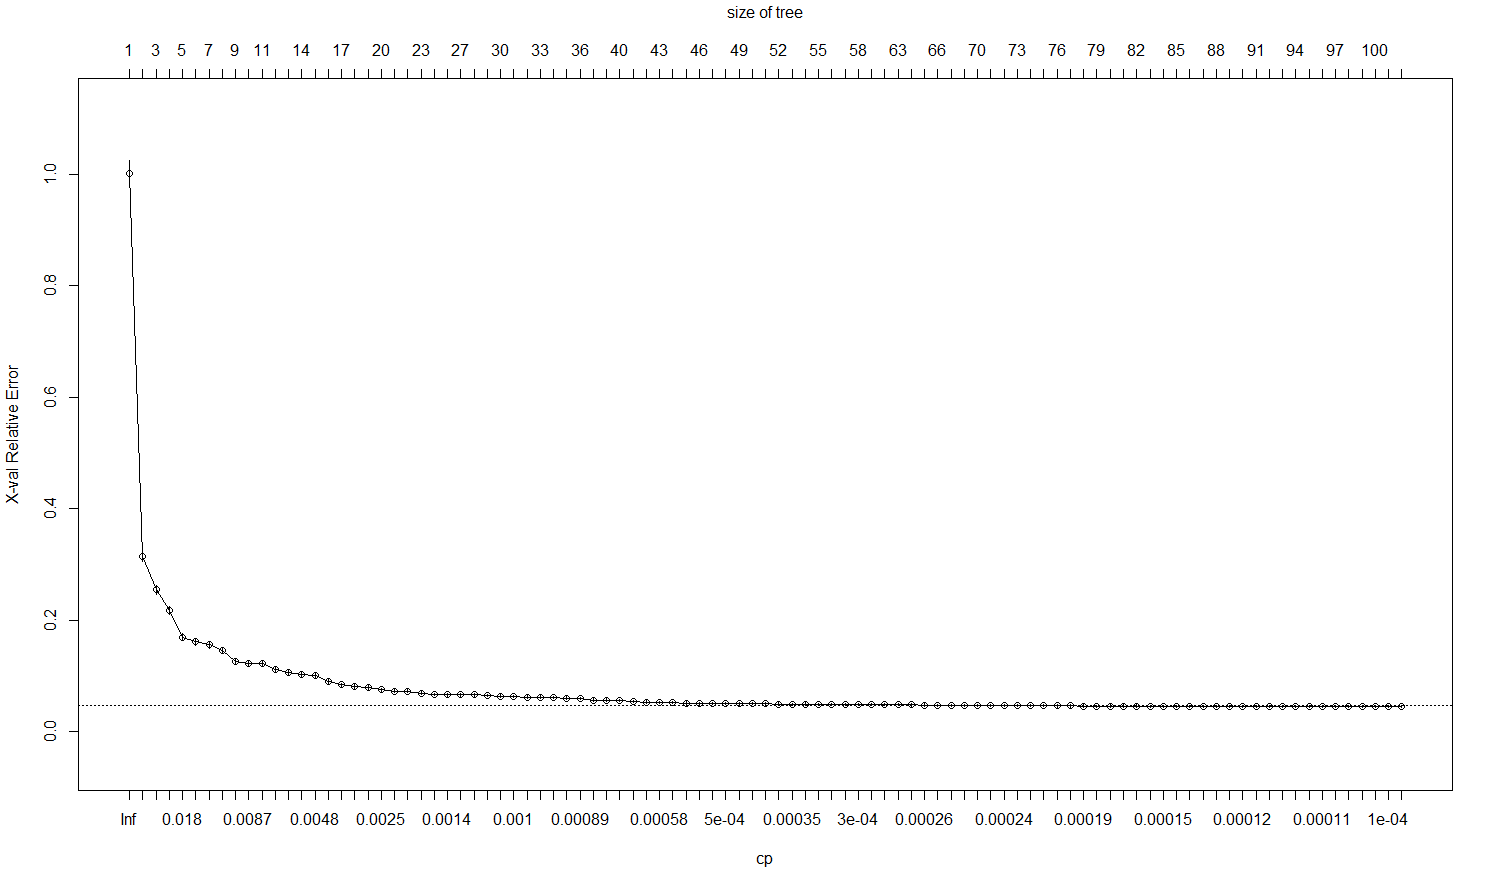 size of tree
1 3 5 7 9 11 14 17 20 23 27 30 33 36 40 43 46 49 52 55 58 63 66 70 73 76 79 82 85 88 91 94 97 100
X-val Relative Error
1.0
0.8
0.6
0.4
0.2
0.0
Inf 0.018 0.0087 0.0048 0.0025 0.0014 0.001 0.00089 0.00058 5e-04 0.00035 3e-04 0.00026 0.00024 0.00019 0.00015 0.00012 0.00011 1e-04
cp